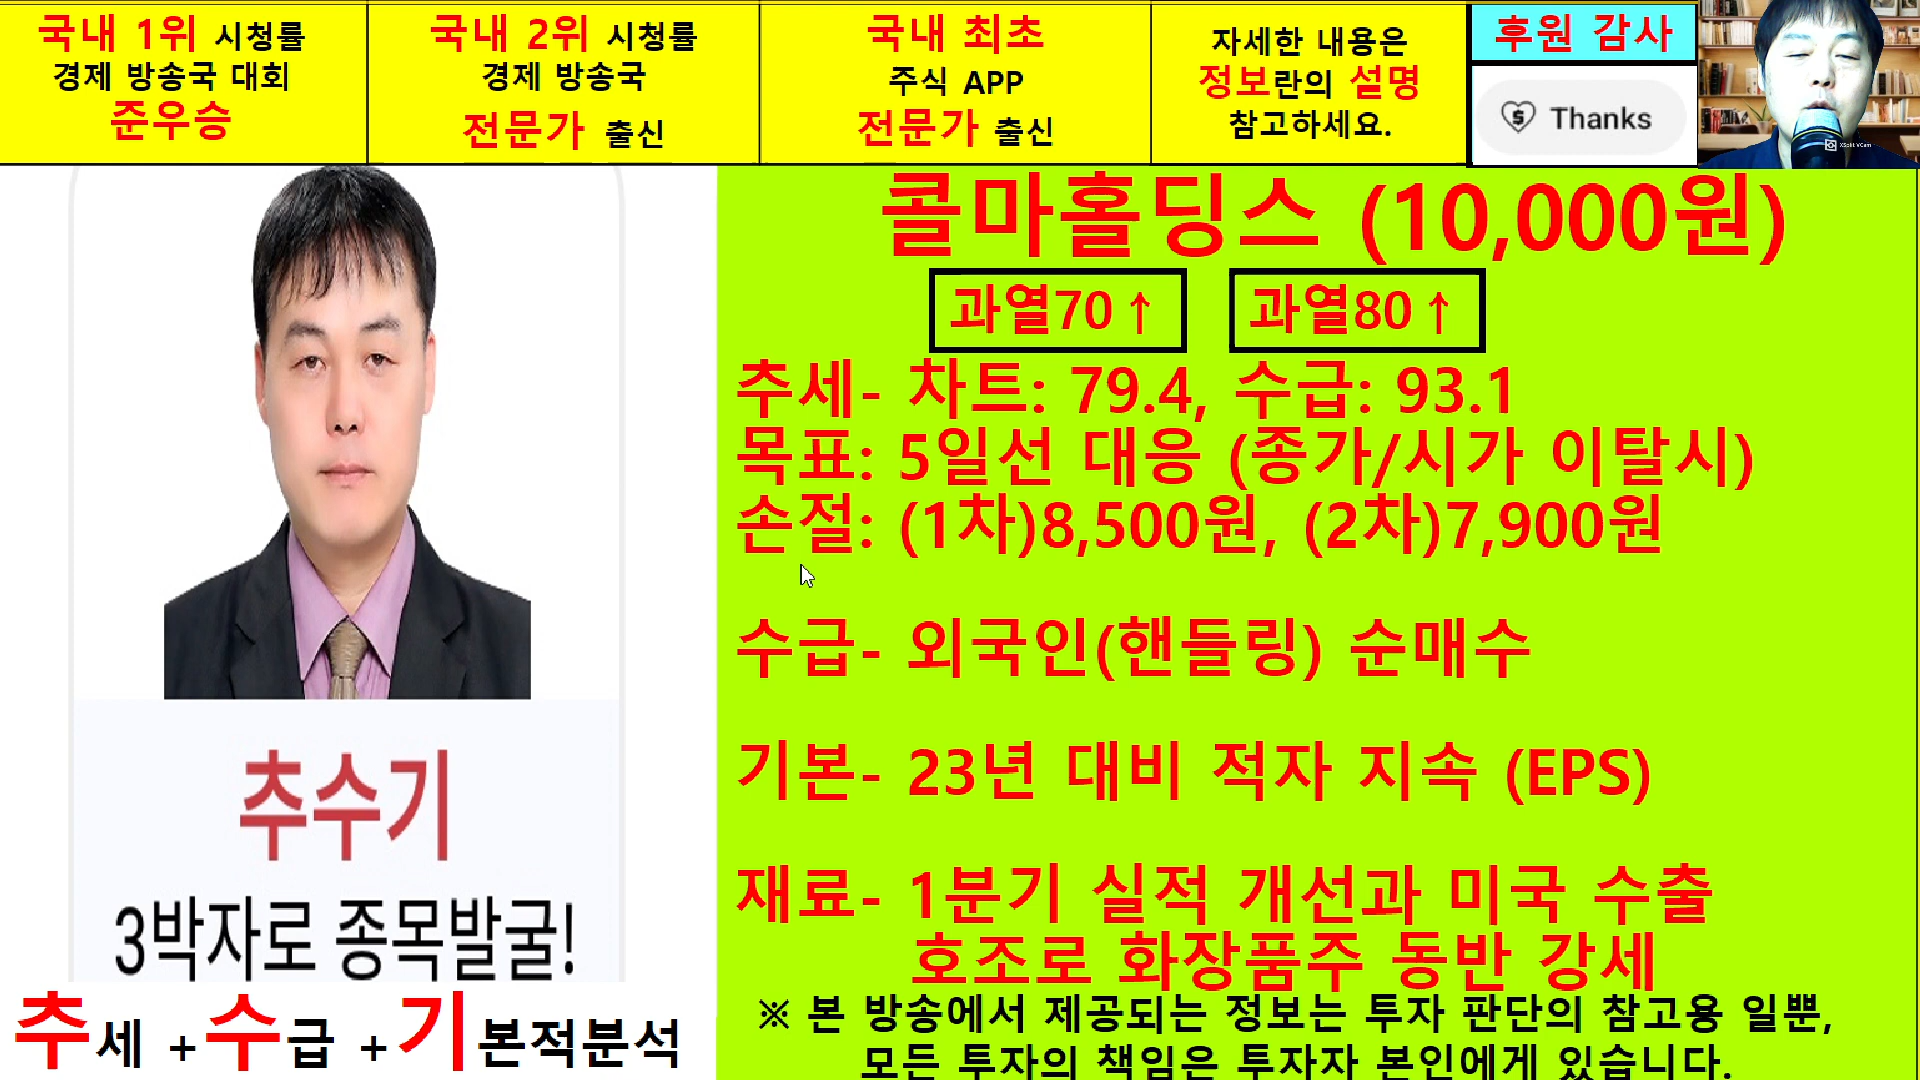 국내 1위 시청률
경제 방송국 대회
준우승
국내 2위 시청률
경제 방송국
전문가 출신
국내 최초
주식 APP
전문가 출신
자세한 내용은
정보란의 설명
참고하세요.
후원 감사
$ Thanks
XSplit VCam
콜마홀딩스 (10,000원)
과열70↑
과열80↑
추세- 차트: 79.4, 수급: 93.1
목표: 5일선 대응 (종가/시가 이탈시)
손절: (1차)8,500원, (2차)7,900원
수급- 외국인(핸들링) 순매수
기본- 23년 대비 적자 지속 (EPS)
재료- 1분기 실적 개선과 미국 수출
호조로 화장품주 동반 강세
※ 본 방송에서 제공되는 정보는 투자 판단의 참고용 일뿐,
모든 투자의 책임은 투자자 본인에게 있습니다.
추수기
3박자로 종목발굴!
추세 +수급 +기본적분석